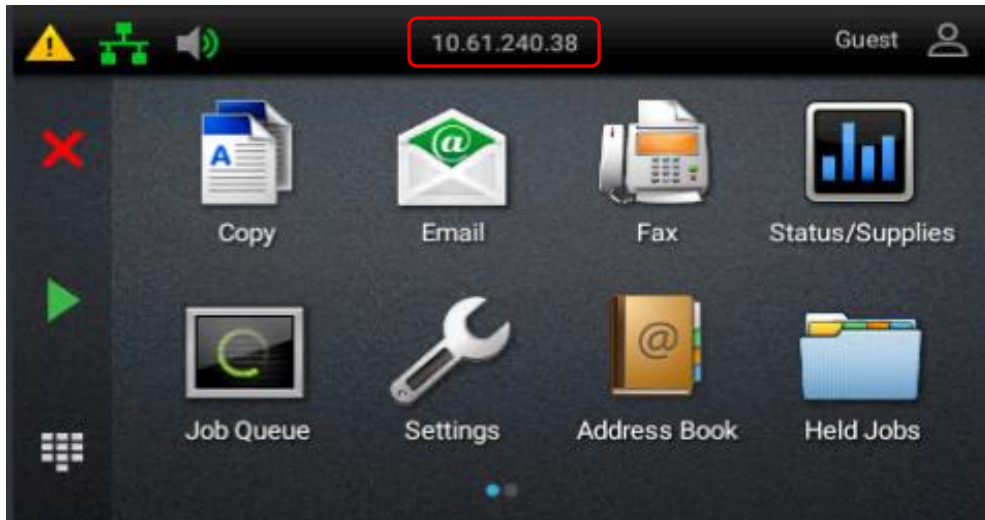 10.61.240.38
Guest
Copy
Email
Fax
Status/Supplies
Job Queue
Settings
Address Book
Held Jobs